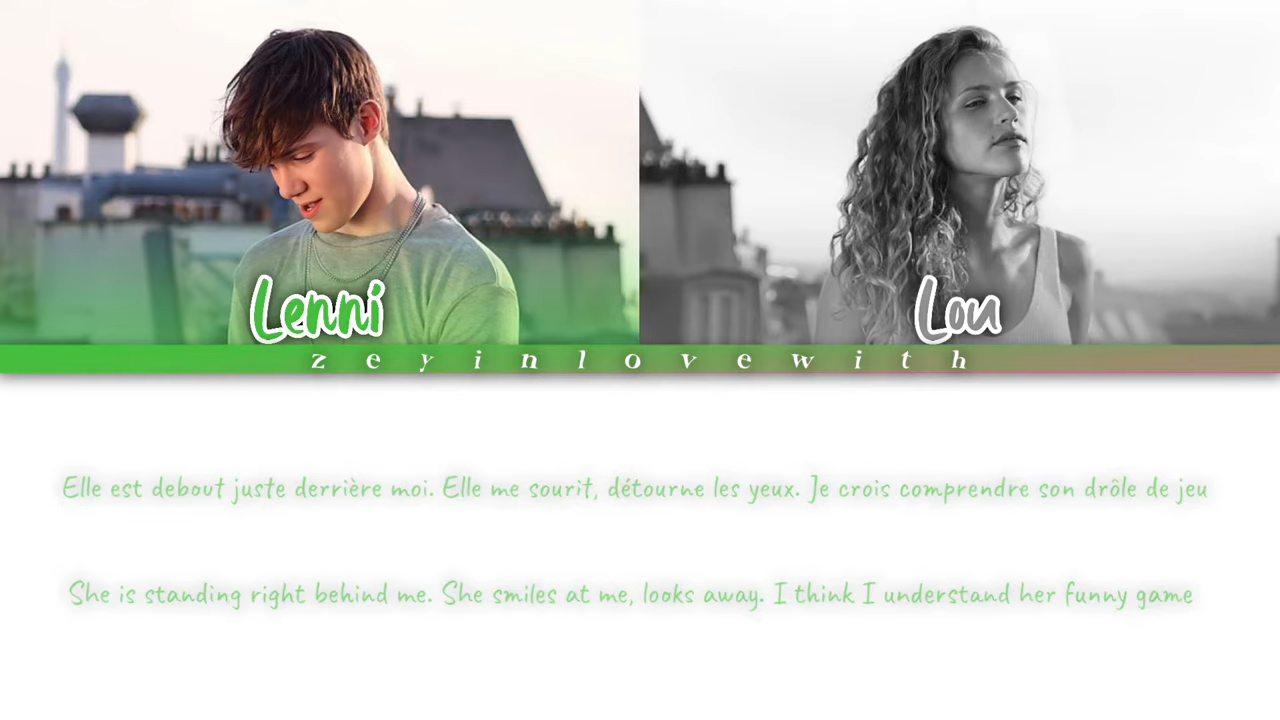 Lenni
Lou
zeyinlovewith
Elle est debout juste derrière moi. Elle me sourit, détourne les yeux. Je crois comprendre son drôle de jeu
She is standing right behind me. She smiles at me, looks away. I think I understand her funny game